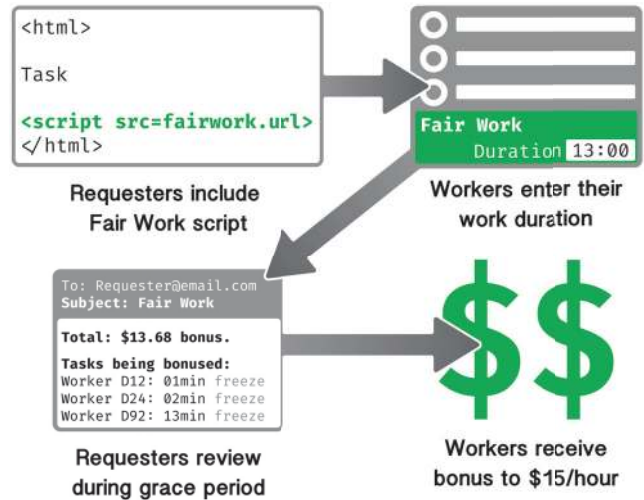 <html>
Task
<script src=fairwork.url>
</html>
Requesters include
Fair Work script
Fair Work
Duration 13:00
Workers enter their
work duration
To: Requester@email.com
Subject: Fair Work
Total: $13.68 bonus.
Tasks being bonused:
Worker D12: 01min freeze
Worker D24: 02min freeze
Worker D92: 13min freeze
Requesters review
during grace period
$$
Workers receive
bonus to $15/hour